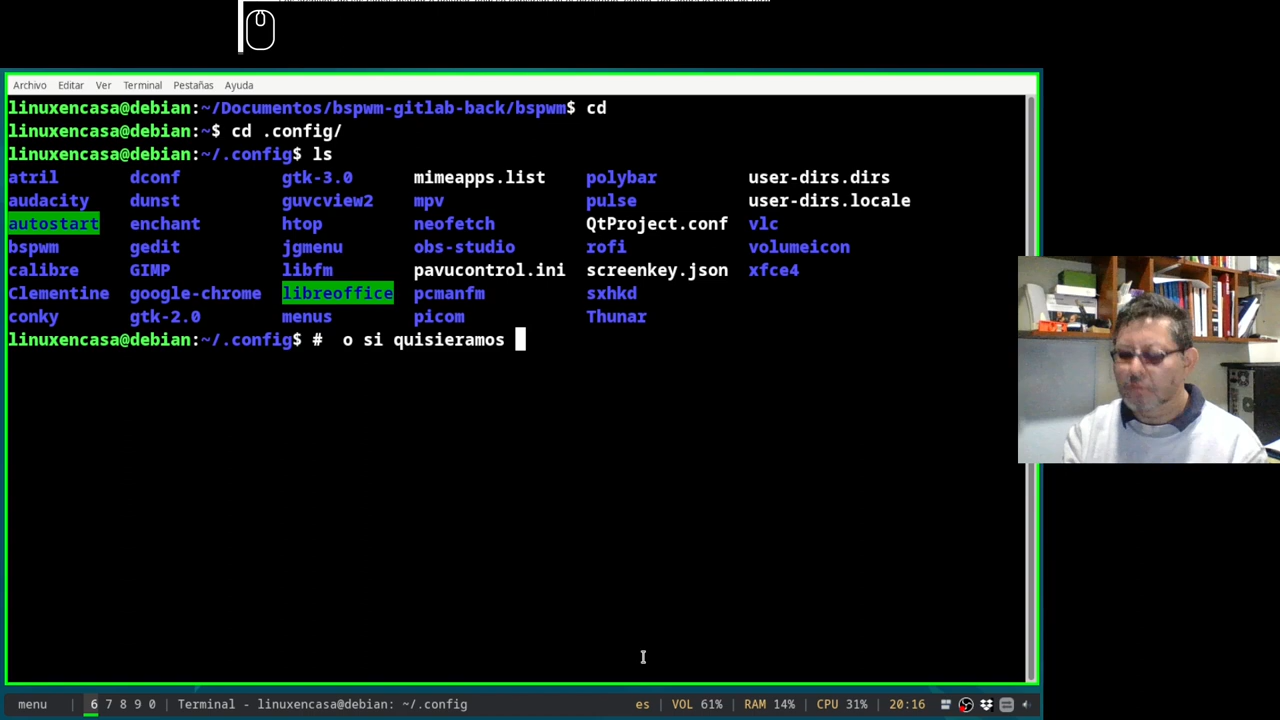 Archivo Editar Ver Terminal Pestañas Ayuda
linuxencasa@debian:~/Documentos/bspwm-gitlab-back/bspwm$ cd
linuxencasa@debian:~$ cd .config/
linuxencasa@debian:~/.config$ ls
atril dconf gtk-3.0 mimeapps.list polybar user-dirs.dirs
audacity dunst guvcview2 mpv pulse user-dirs.locale
autostart enchant htop neofetch QtProject.conf vlc
bspwm gedit jgmenu obs-studio rofi volumeicon
calibre GIMP libfm pavucontrol.ini screenkey.json xfce4
Clementine google-chrome libreoffice pcmanfm sxhkd
conky gtk-2.0 menus picom Thunar
linuxencasa@debian:~/.config$ #  o si quisieramos
menu | 6 7 8 9 0 | Terminal - linuxencasa@debian: ~/.config es | VOL 61% | RAM 14% | CPU 31% | 20:16